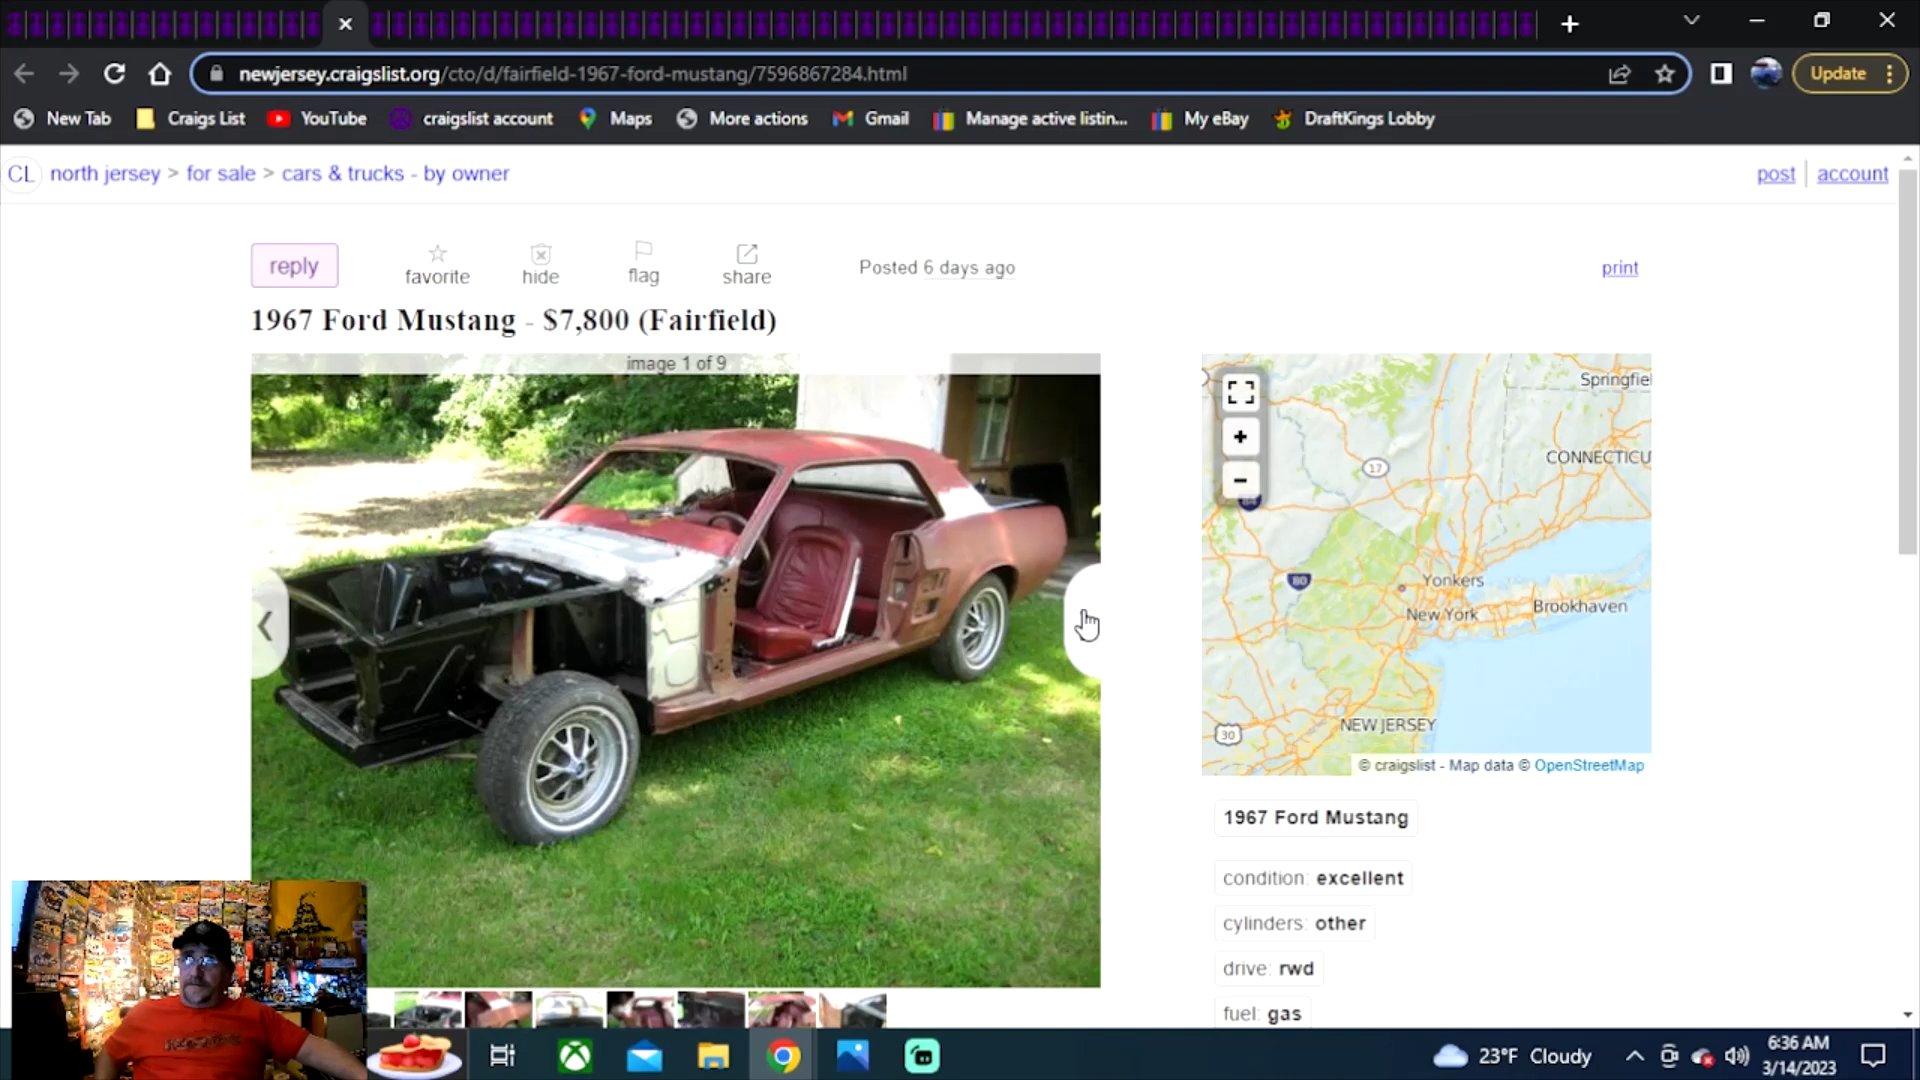 newjersey.craigslist.org/cto/d/fairfield-1967-ford-mustang/7596867284.html
Update
New Tab
Craigs List
YouTube
craigslist account
Maps
More actions
Gmail
Manage active listin...
My eBay
DraftKings Lobby
CL north jersey > for sale > cars & trucks - by owner
post
account
reply
favorite
hide
flag
share
Posted 6 days ago
print
1967 Ford Mustang - $7,800 (Fairfield)
image 1 of 9
Springfie
CONNECTICU
17
80
Yonkers
New York
Brookhaven
NEW JERSEY
30
© craigslist - Map data © OpenStreetMap
1967 Ford Mustang
condition: excellent
cylinders: other
drive: rwd
fuel: gas
23°F Cloudy
6:36 AM
3/14/2023